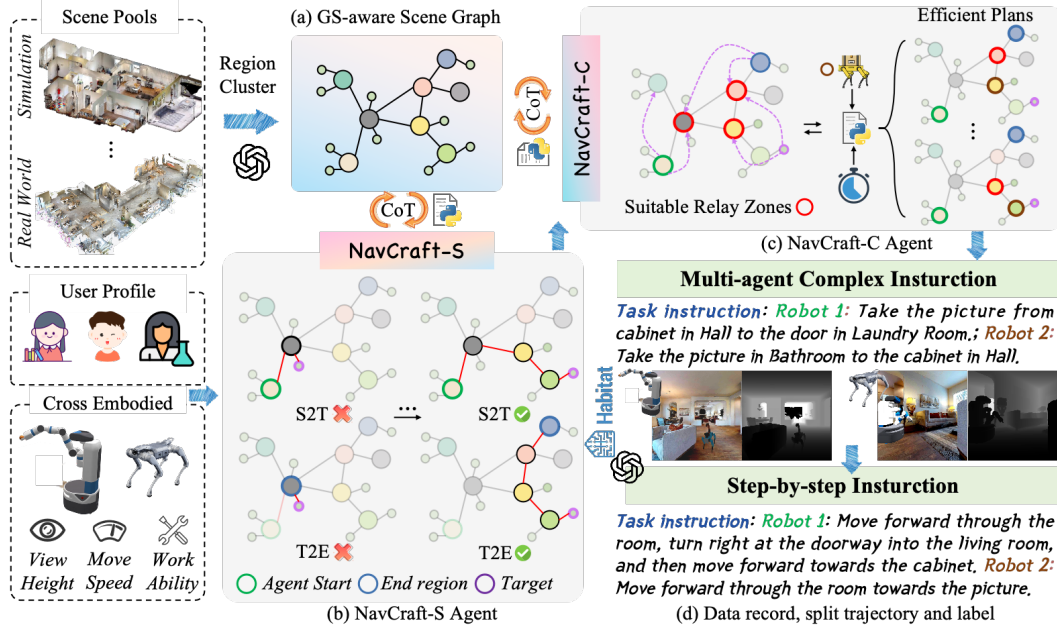 Scene Pools
Simulation
Real World
User Profile
Cross Embodied
View
Height
Move
Speed
Work
Ability
Region
Cluster
(a) GS-aware Scene Graph
CoT
NavCraft-S
S2T
S2T
T2E
T2E
Agent Start
End region
Target
(b) NavCraft-S Agent
CoT
NavCraft-C
Efficient Plans
Suitable Relay Zones
(c) NavCraft-C Agent
Habitat
Multi-agent Complex Insturction
Task instruction: Robot 1: Take the picture from
cabinet in Hall to the door in Laundry Room.; Robot 2:
Take the picture in Bathroom to the cabinet in Hall.
Step-by-step Insturction
Task instruction: Robot 1: Move forward through the
room, turn right at the doorway into the living room,
and then move forward towards the cabinet. Robot 2:
Move forward through the room towards the picture.
(d) Data record, split trajectory and label